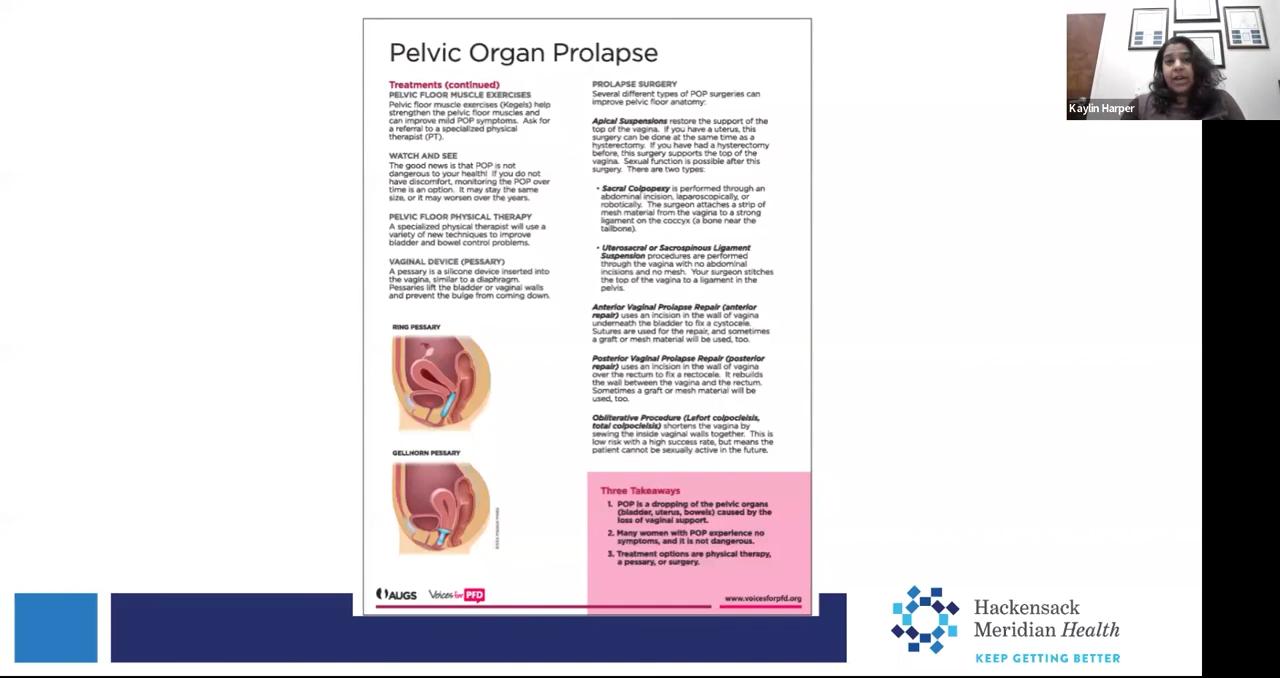 Pelvic Organ Prolapse
Treatments (continued)
PELVIC FLOOR MUSCLE EXERCISES
Pelvic floor muscle exercises (Kegels) help
strengthen the pelvic floor muscles and
can improve mild POP symptoms. Ask for
a referral to a specialized physical
therapist (PT).
WATCH AND SEE
The good news is that POP is not
dangerous to your health! If you do not
have discomfort, monitoring the POP over
time is an option. It may stay the same
size, or it may worsen over the years.
PELVIC FLOOR PHYSICAL THERAPY
A specialized physical therapist will use a
variety of new techniques to improve
bladder and bowel control problems.
VAGINAL DEVICE (PESSARY)
A pessary is a silicone device inserted into
the vagina, similar to a diaphragm.
Pessaries lift the bladder or vaginal walls
and prevent the bulge from coming down.
RING PESSARY
GELLHORN PESSARY
PROLAPSE SURGERY
Several different types of POP surgeries can
improve pelvic floor anatomy:
Apical Suspensions restore the support of the
top of the vagina. If you have a uterus, this
surgery can be done at the same time as a
hysterectomy. If you have had a hysterectomy
before, this surgery supports the top of the
vagina. Sexual function is possible after this
surgery. There are two types:
• Sacral Colpopexy is performed through an
abdominal incision, laparoscopically, or
robotically. The surgeon attaches a strip of
mesh material from the vagina to a strong
ligament on the coccyx (a bone near the
tailbone).
• Uterosacral or Sacrospinous Ligament
Suspension procedures are performed
through the vagina with no abdominal
incisions and no mesh. Your surgeon stitches
the top of the vagina to a ligament in the
pelvis.
Anterior Vaginal Prolapse Repair (anterior
repair) uses an incision in the wall of vagina
underneath the bladder to fix a cystocele.
Sutures are used for the repair, and sometimes
a graft or mesh material will be used, too.
Posterior Vaginal Prolapse Repair (posterior
repair) uses an incision in the wall of vagina
over the rectum to fix a rectocele. It rebuilds
the wall between the vagina and the rectum.
Sometimes a graft or mesh material will be
used, too.
Obliterative Procedure (Lefort colpocleisis,
total colpocleisis) shortens the vagina by
sewing the inside vaginal walls together. This is
low risk with a high success rate, but means the
patient cannot be sexually active in the future.
Three Takeaways
1. POP is a dropping of the pelvic organs
(bladder, uterus, bowels) caused by the
loss of vaginal support.
2. Many women with POP experience no
symptoms, and it is not dangerous.
3. Treatment options are physical therapy,
a pessary, or surgery.
AUGS
Voices for PFD
www.voicesforpfd.org
Kaylin Harper
Hackensack
Meridian Health
KEEP GETTING BETTER